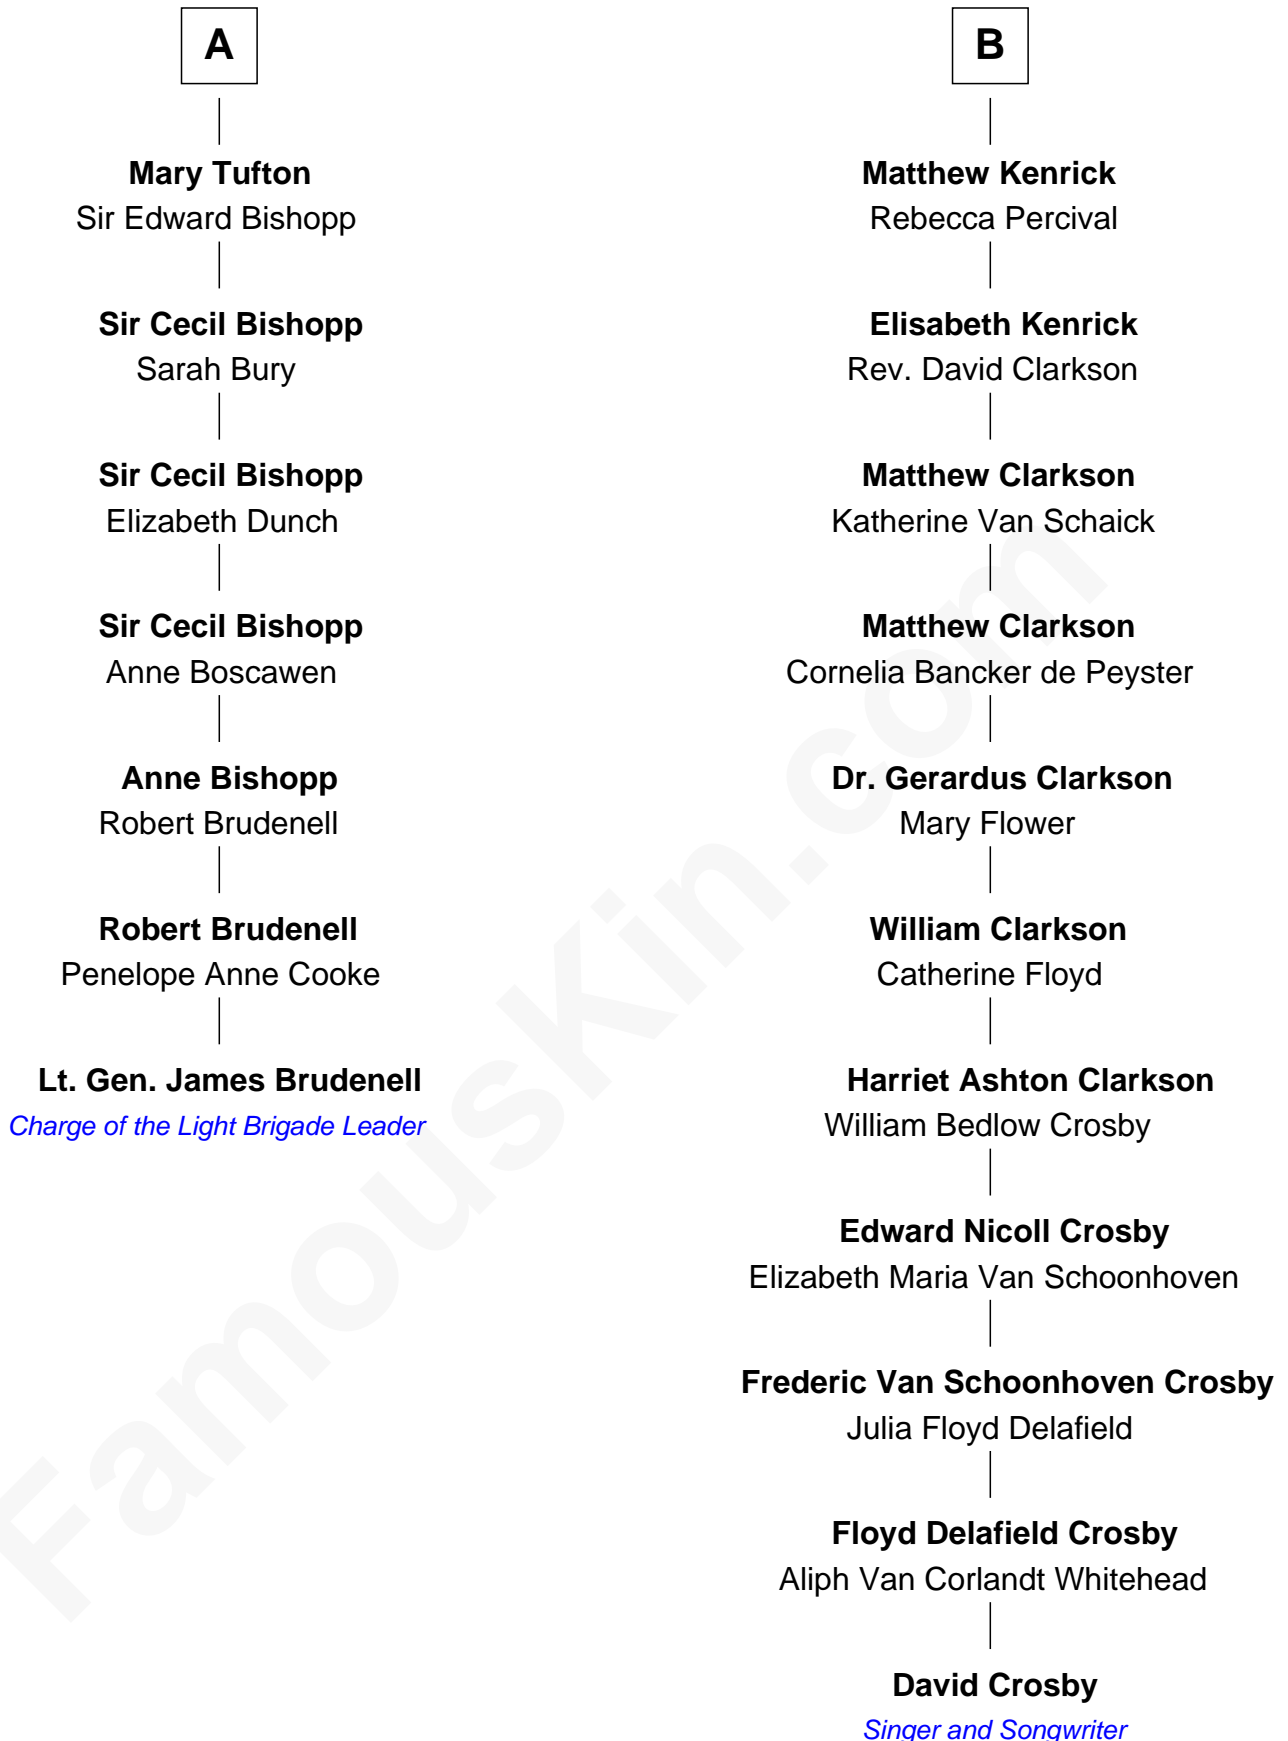 A
Mary Tufton
Sir Edward Bishopp
Sir Cecil Bishopp
Sarah Bury
Sir Cecil Bishopp
Elizabeth Dunch
Sir Cecil Bishopp
Anne Boscawen
Anne Bishopp
Robert Brudenell
Robert Brudenell
Penelope Anne Cooke
Lt. Gen. James Brudenell
Charge of the Light Brigade Leader
B
Matthew Kenrick
Rebecca Percival
Elisabeth Kenrick
Rev. David Clarkson
Matthew Clarkson
Katherine Van Schaick
Matthew Clarkson
Cornelia Bancker de Peyster
Dr. Gerardus Clarkson
Mary Flower
William Clarkson
Catherine Floyd
Harriet Ashton Clarkson
William Bedlow Crosby
Edward Nicoll Crosby
Elizabeth Maria Van Schoonhoven
Frederic Van Schoonhoven Crosby
Julia Floyd Delafield
Floyd Delafield Crosby
Aliph Van Corlandt Whitehead
David Crosby
Singer and Songwriter
FamousKin.com